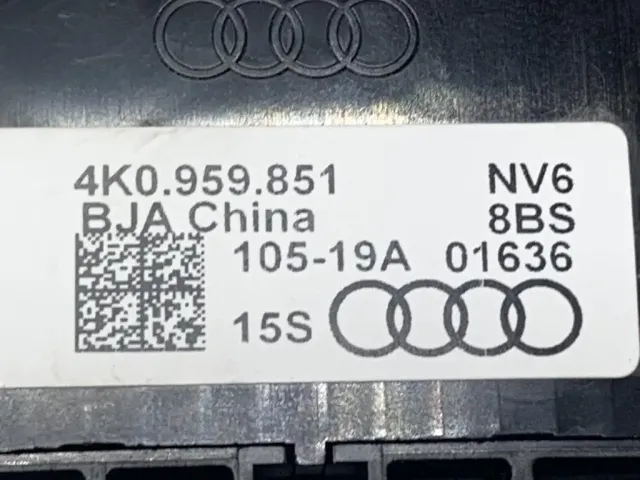 4K0.959.851 NV6
BJA China 8BS
105-19A 01636
15S